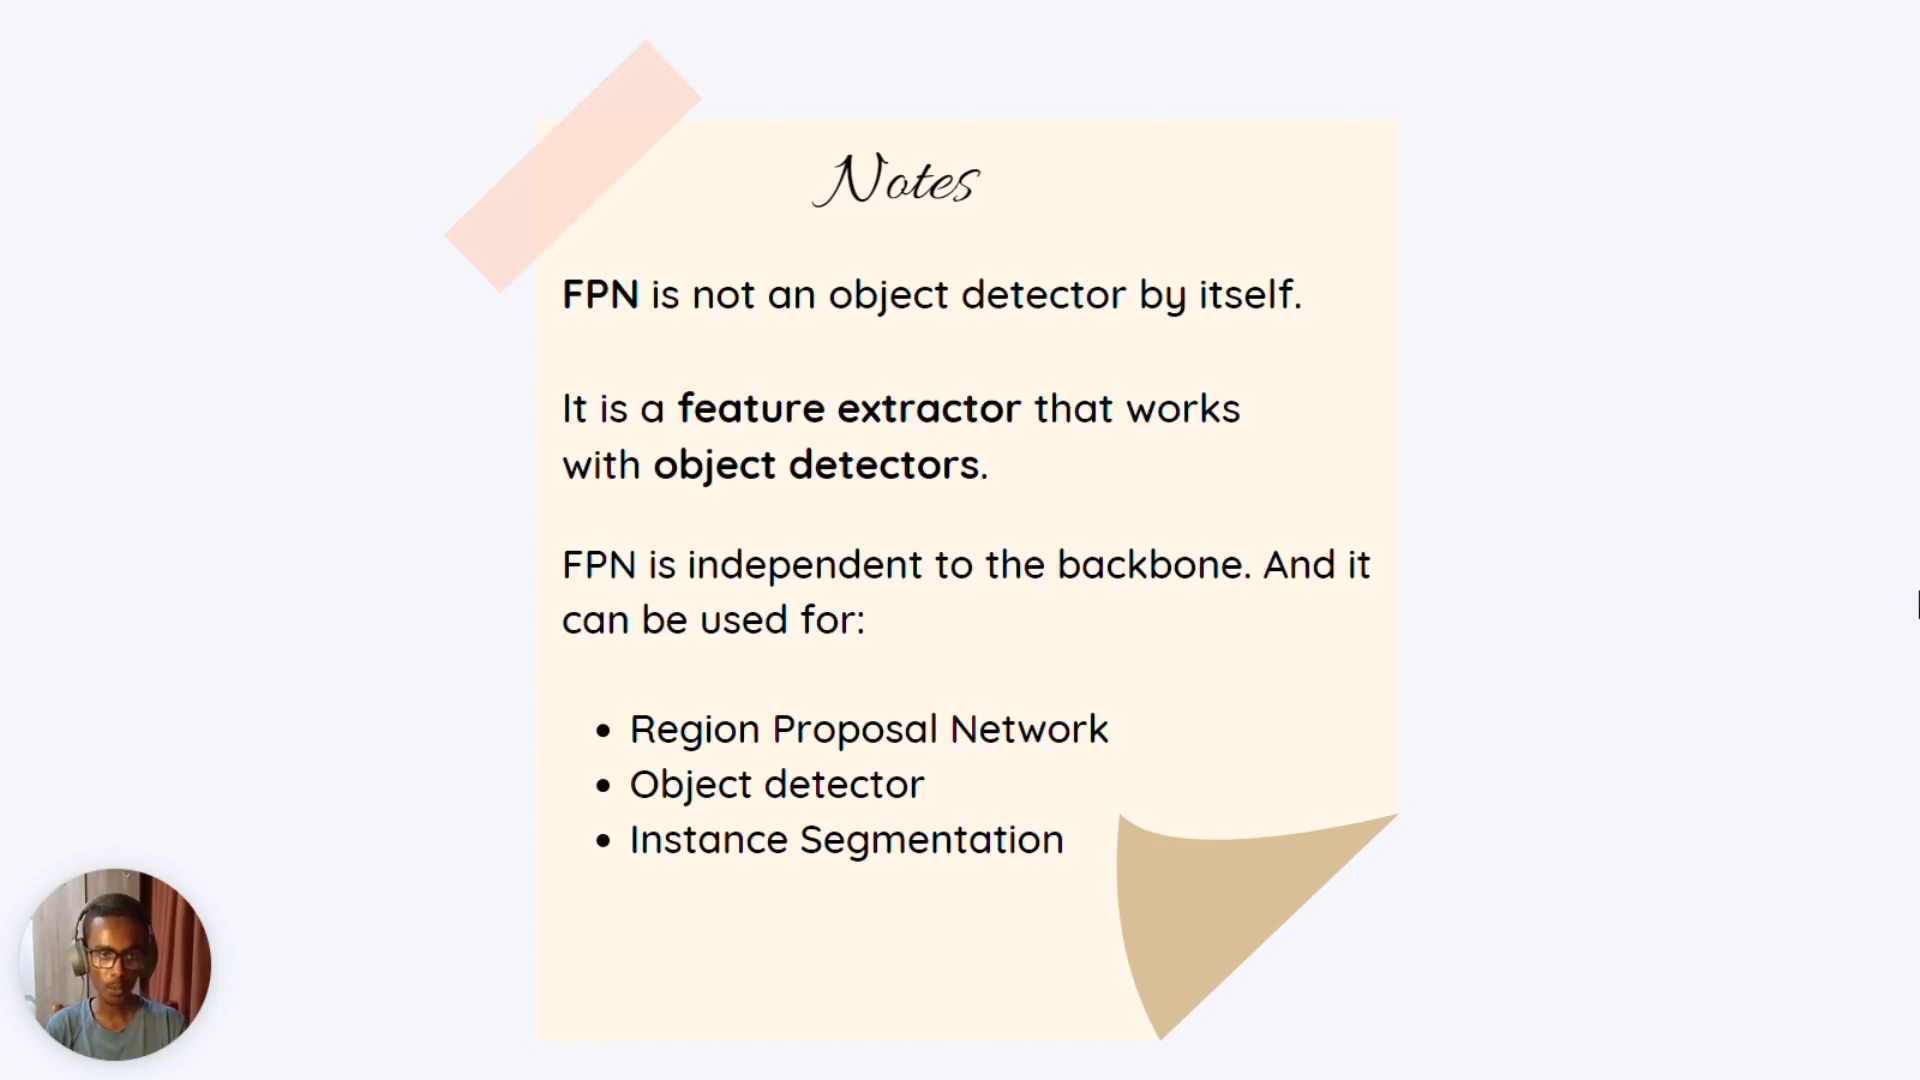 Notes
FPN is not an object detector by itself.
It is a feature extractor that works
with object detectors.
FPN is independent to the backbone. And it
can be used for:
• Region Proposal Network
• Object detector
• Instance Segmentation